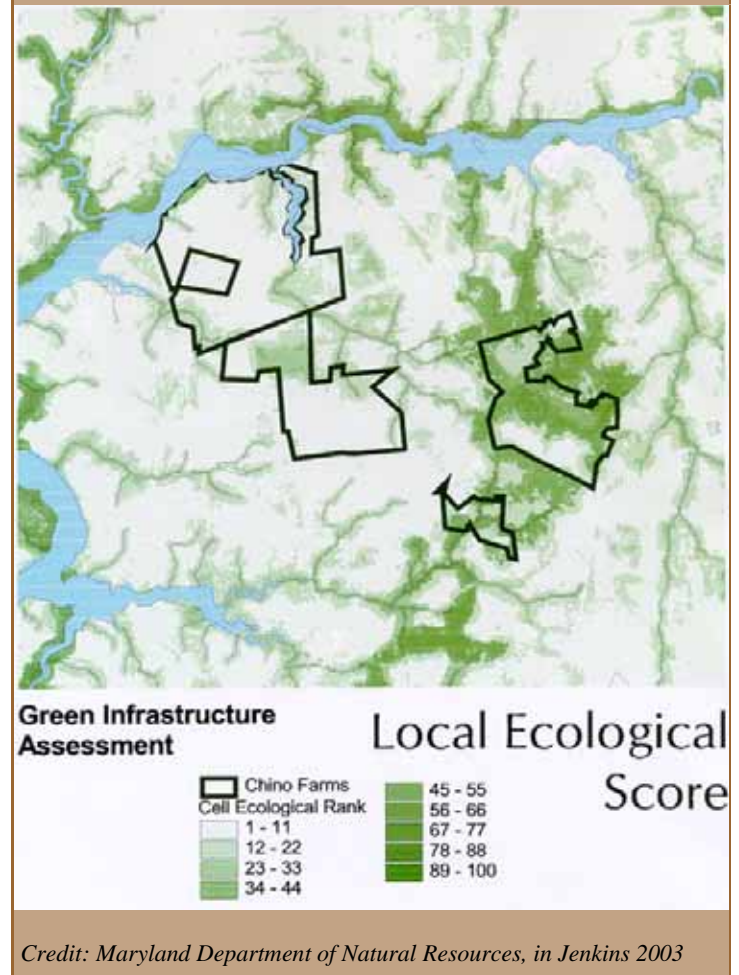 Green Infrastructure
Assessment
Local Ecological
Score
Chino Farms
Cell Ecological Rank
1 - 11
12 - 22
23 - 33
34 - 44
45 - 55
56 - 66
67 - 77
78 - 88
89 - 100
Credit: Maryland Department of Natural Resources, in Jenkins 2003